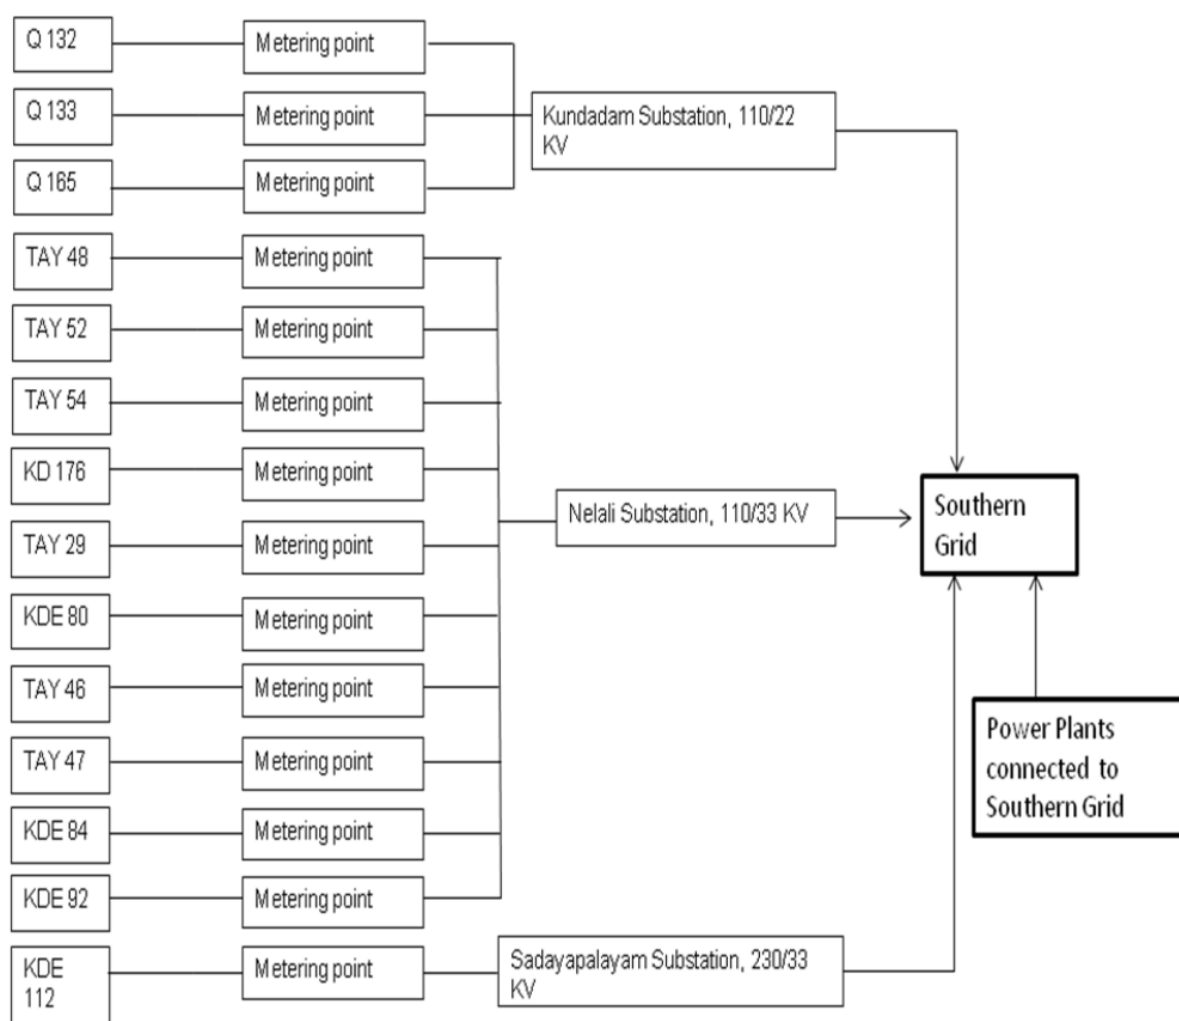 Q 132
Metering point
Q 133
Metering point
Kundadam Substation, 110/22
KV
Q 165
Metering point
TAY 48
Metering point
TAY 52
Metering point
TAY 54
Metering point
KD 176
Metering point
Nelali Substation, 110/33 KV
Southern
Grid
TAY 29
Metering point
KDE 80
Metering point
TAY 46
Metering point
Power Plants
connected to
Southern Grid
TAY 47
Metering point
KDE 84
Metering point
KDE 92
Metering point
KDE
112
Metering point
Sadayapalayam Substation, 230/33
KV